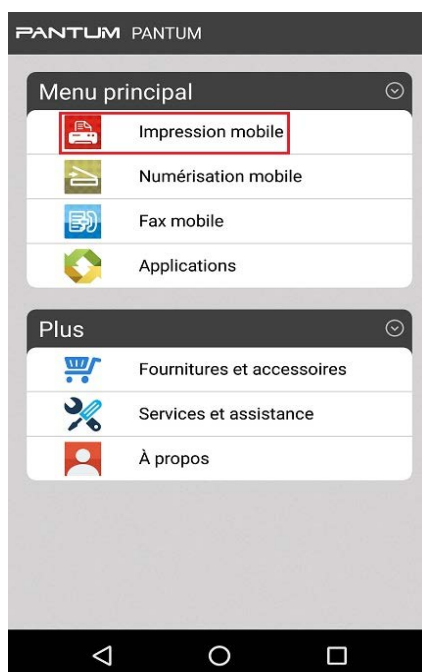 PANTUM PANTUM
Menu principal
Impression mobile
Numérisation mobile
Fax mobile
Applications
Plus
Fournitures et accessoires
Services et assistance
À propos